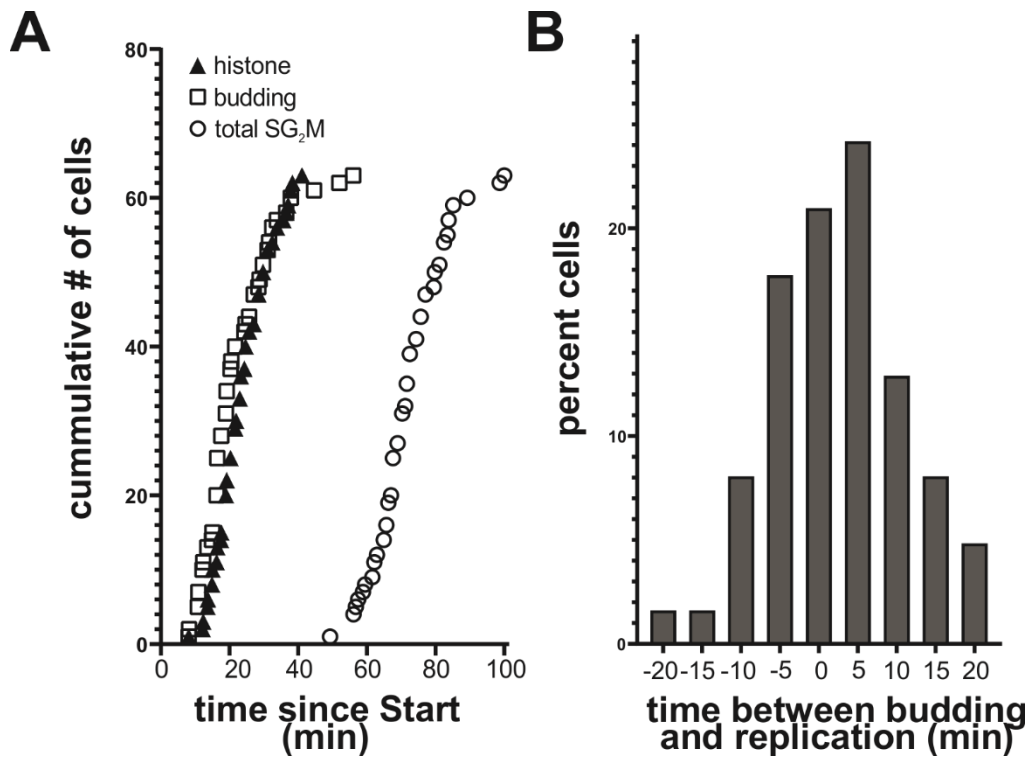 A
80
60
40
20
0
cummulative # of cells
histone
budding
total SG₂M
0 20 40 60 80 100
time since Start
(min)
B
20
10
0
percent cells
-20 -15 -10 -5 0 5 10 15 20
time between budding
and replication (min)